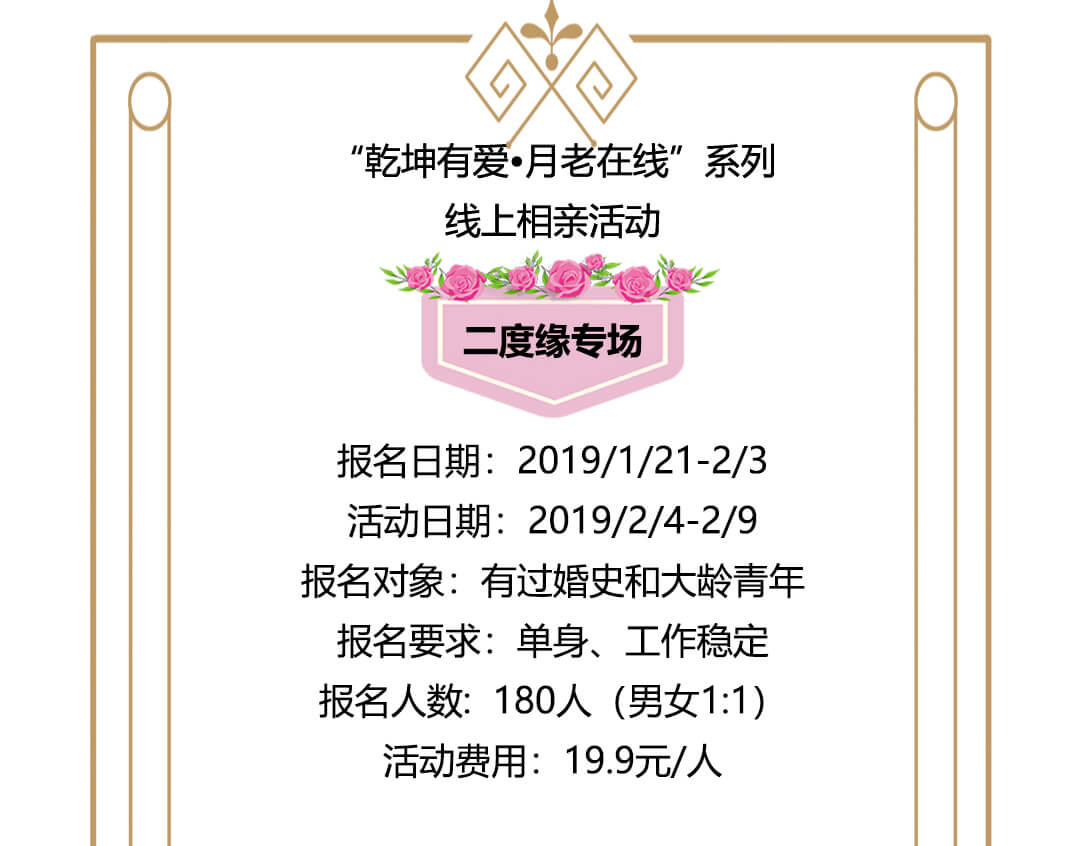 “乾坤有爱•月老在线”系列
线上相亲活动
二度缘专场
报名日期：2019/1/21-2/3
活动日期：2019/2/4-2/9
报名对象：有过婚史和大龄青年
报名要求：单身、工作稳定
报名人数：180人（男女1:1）
活动费用：19.9元/人